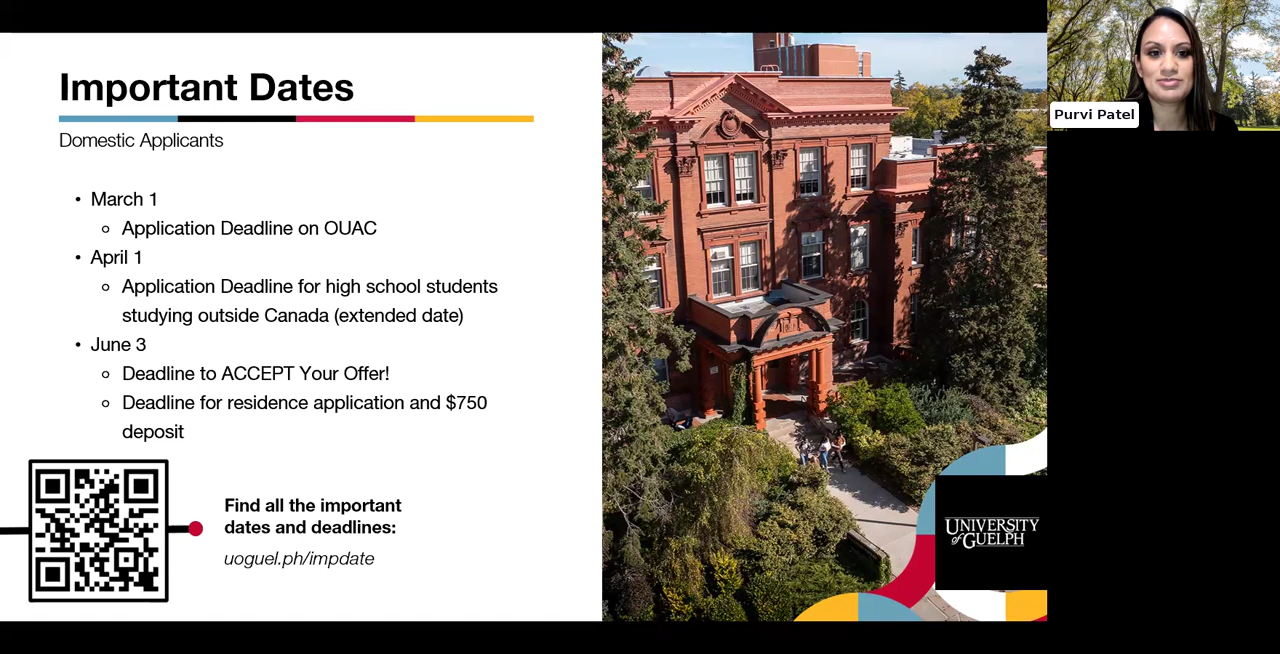 Important Dates
Domestic Applicants
• March 1
Application Deadline on OUAC
• April 1
Application Deadline for high school students
studying outside Canada (extended date)
• June 3
Deadline to ACCEPT Your Offer!
Deadline for residence application and $750
deposit
Find all the important
dates and deadlines:
uoguel.ph/impdate
UNIVERSITY
of GUELPH
Purvi Patel